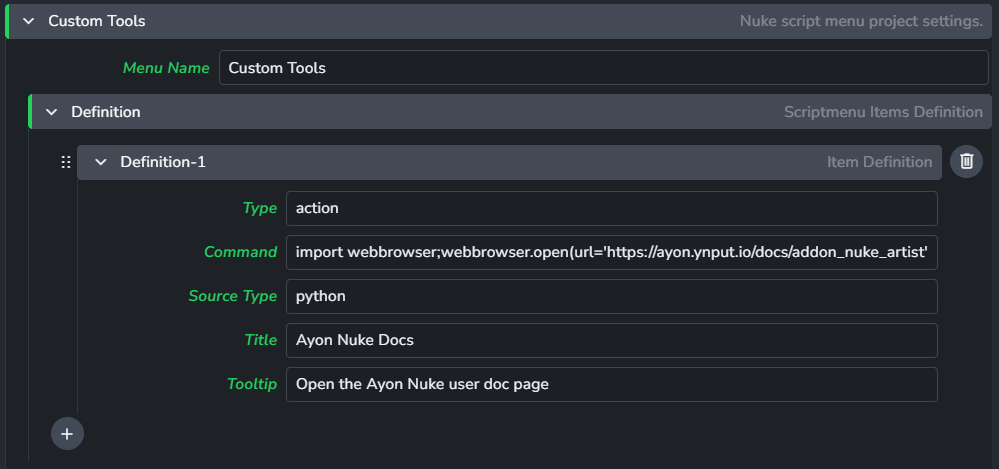 Custom Tools Nuke script menu project settings.
Menu Name Custom Tools
Definition Scriptmenu Items Definition
Definition-1 Item Definition
Type action
Command import webbrowser;webbrowser.open(url='https://ayon.ynput.io/docs/addon_nuke_artist'
Source Type python
Title Ayon Nuke Docs
Tooltip Open the Ayon Nuke user doc page